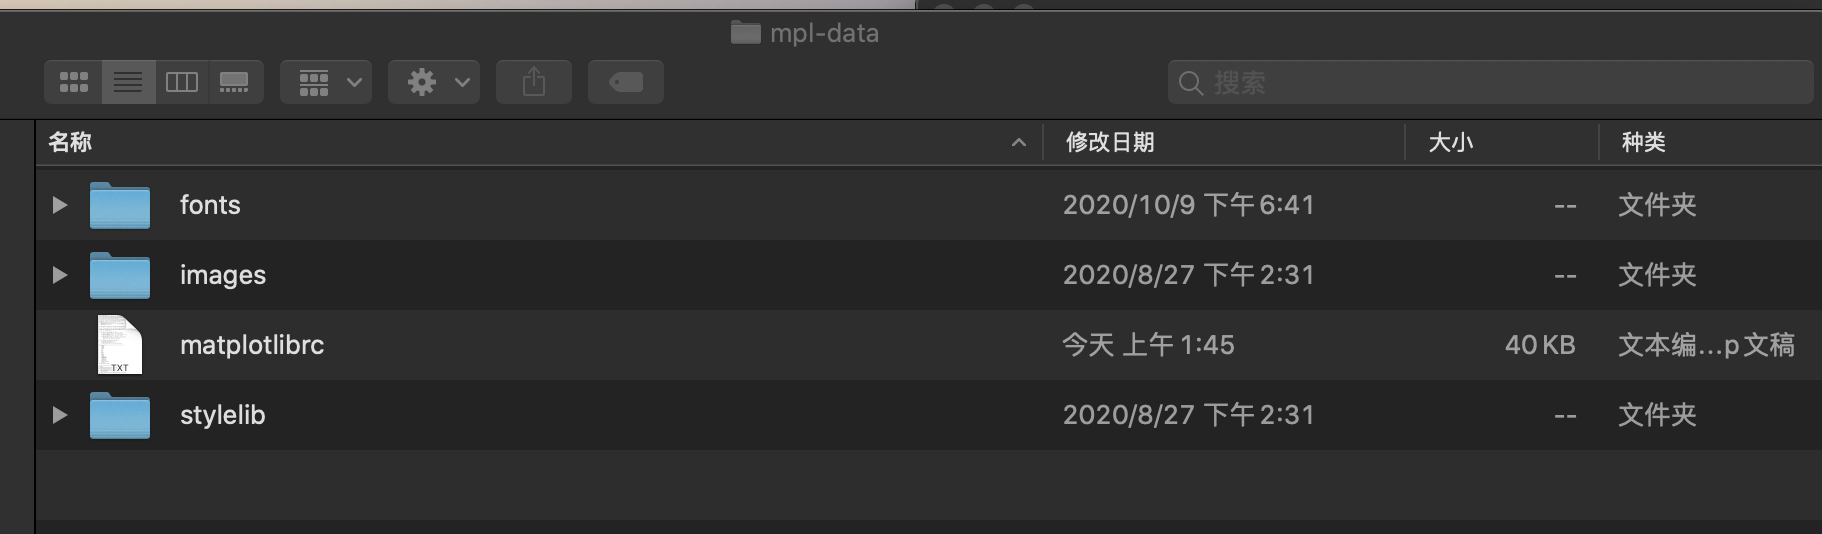 mpl-data
搜索
名称 修改日期 大小 种类
fonts 2020/10/9 下午6:41 -- 文件夹
images 2020/8/27 下午2:31 -- 文件夹
TXT matplotlibrc 今天 上午1:45 40 KB 文本编...p文稿
stylelib 2020/8/27 下午2:31 -- 文件夹